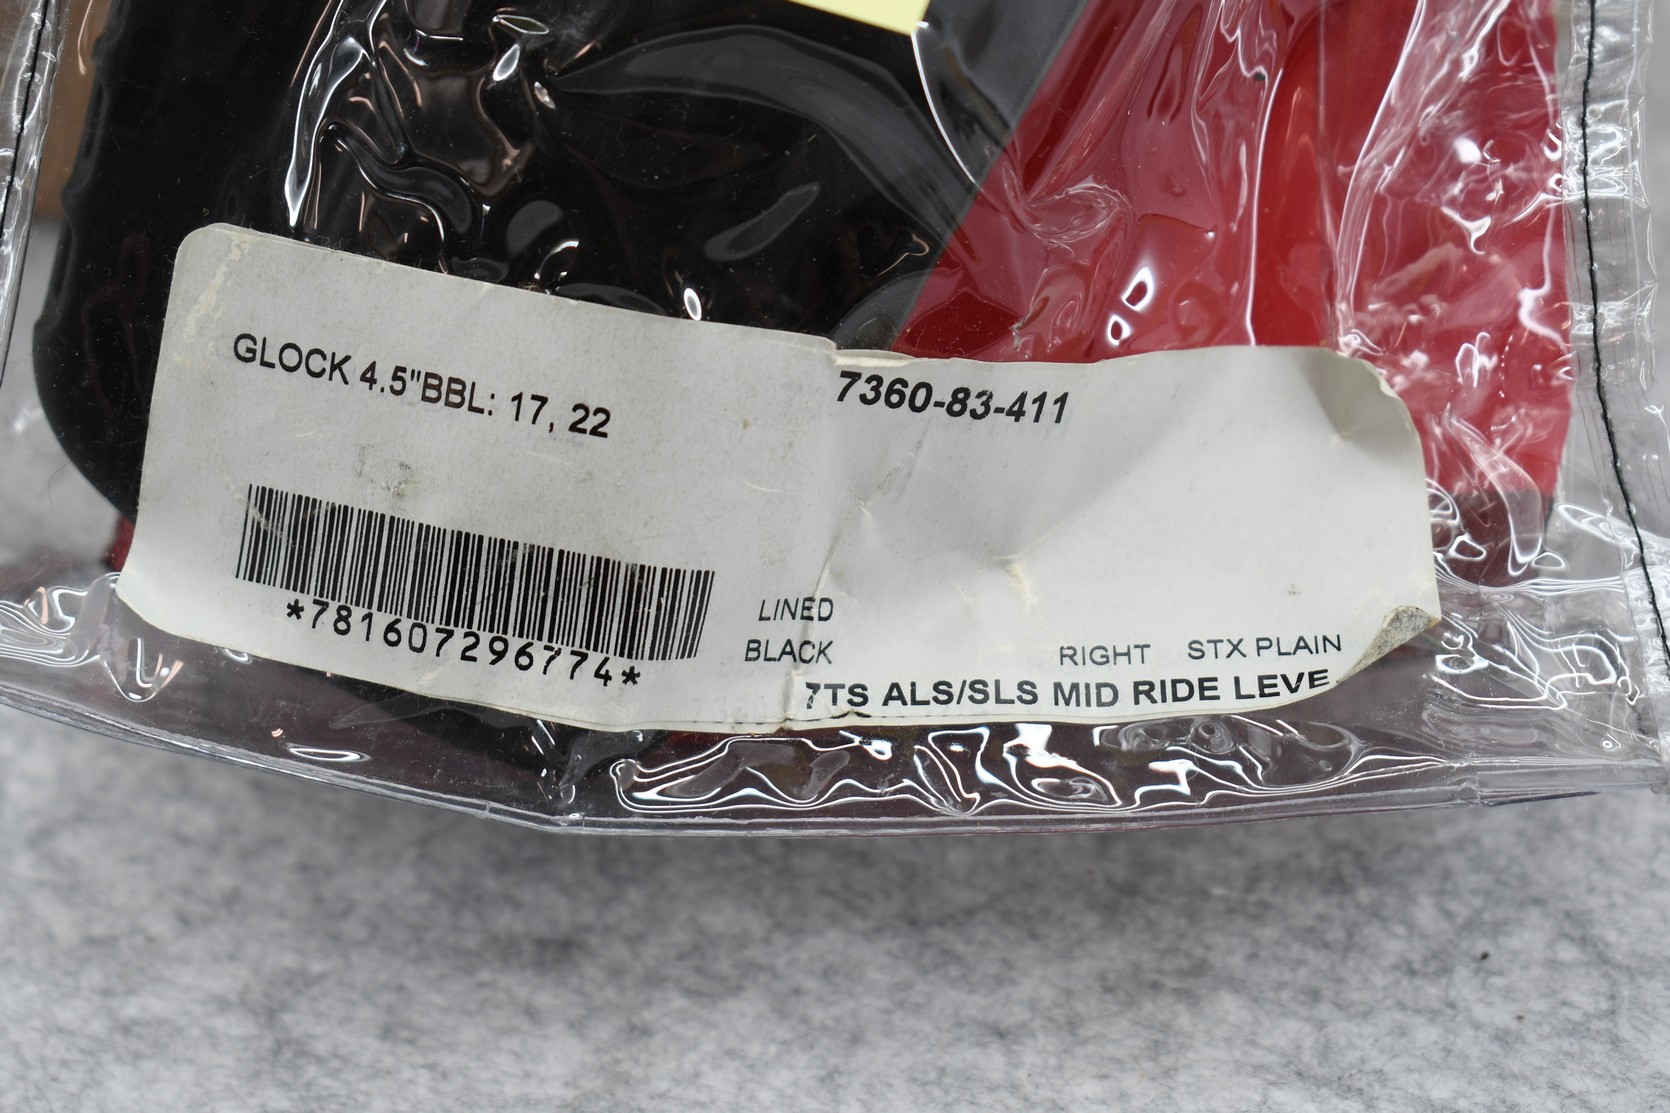 GLOCK 4.5"BBL: 17, 22
7360-83-411
*781607296774*
LINED
BLACK
RIGHT STX PLAIN
7TS ALS/SLS MID RIDE LEVE